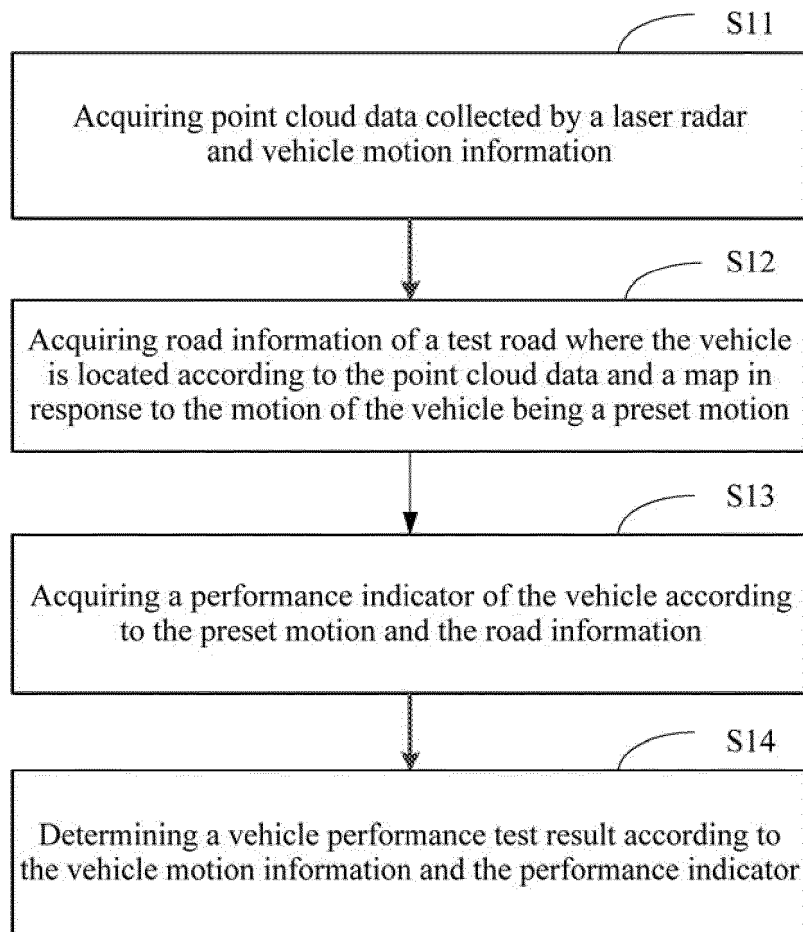 S11
Acquiring point cloud data collected by a laser radar
and vehicle motion information
S12
Acquiring road information of a test road where the vehicle
is located according to the point cloud data and a map in
response to the motion of the vehicle being a preset motion
S13
Acquiring a performance indicator of the vehicle according
to the preset motion and the road information
S14
Determining a vehicle performance test result according to
the vehicle motion information and the performance indicator